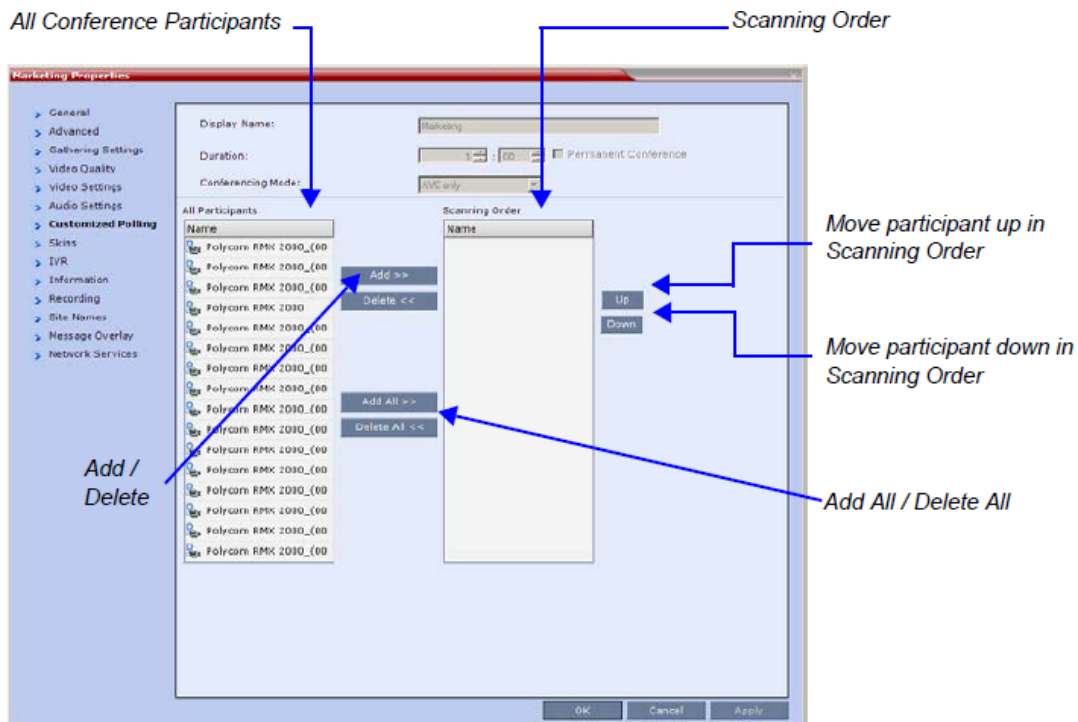 All Conference Participants
Scanning Order
Marketing Properties
General
Advanced
Gathering Settings
Video Quality
Video Settings
Audio Settings
Customized Polling
Skins
IVR
Information
Recording
Site Names
Message Overlay
Network Services
Display Name:
Marketing
Duration:
1 : 00
Permanent Conference
Conferencing Mode:
AVC only
All Participants
Name
Polycom RMX 2000_(00
Polycom RMX 2000_(00
Polycom RMX 2000_(00
Polycom RMX 2000
Polycom RMX 2000_(00
Polycom RMX 2000_(00
Polycom RMX 2000_(00
Polycom RMX 2000_(00
Polycom RMX 2000_(00
Polycom RMX 2000_(00
Polycom RMX 2000_(00
Polycom RMX 2000_(00
Polycom RMX 2000_(00
Polycom RMX 2000_(00
Polycom RMX 2000_(00
Polycom RMX 2000_(00
Add >>
Delete <<
Add All >>
Delete All <<
Scanning Order
Name
Up
Down
Move participant up in
Scanning Order
Move participant down in
Scanning Order
Add /
Delete
Add All / Delete All
OK
Cancel
Apply